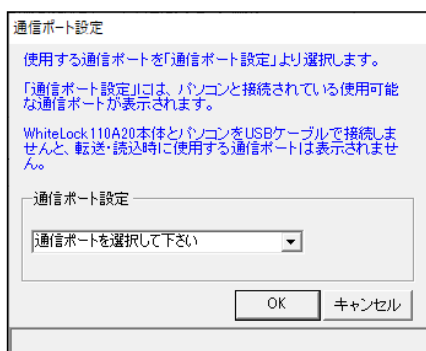 通信ポート設定
使用する通信ポートを「通信ポート設定」より選択します。
「通信ポート設定」には、パソコンと接続されている使用可能
な通信ポートが表示されます。
WhiteLock110A20本体とパソコンをUSBケーブルで接続しま
せんと、転送・読込時に使用する通信ポートは表示されませ
ん。
通信ポート設定
通信ポートを選択して下さい
OK キャンセル